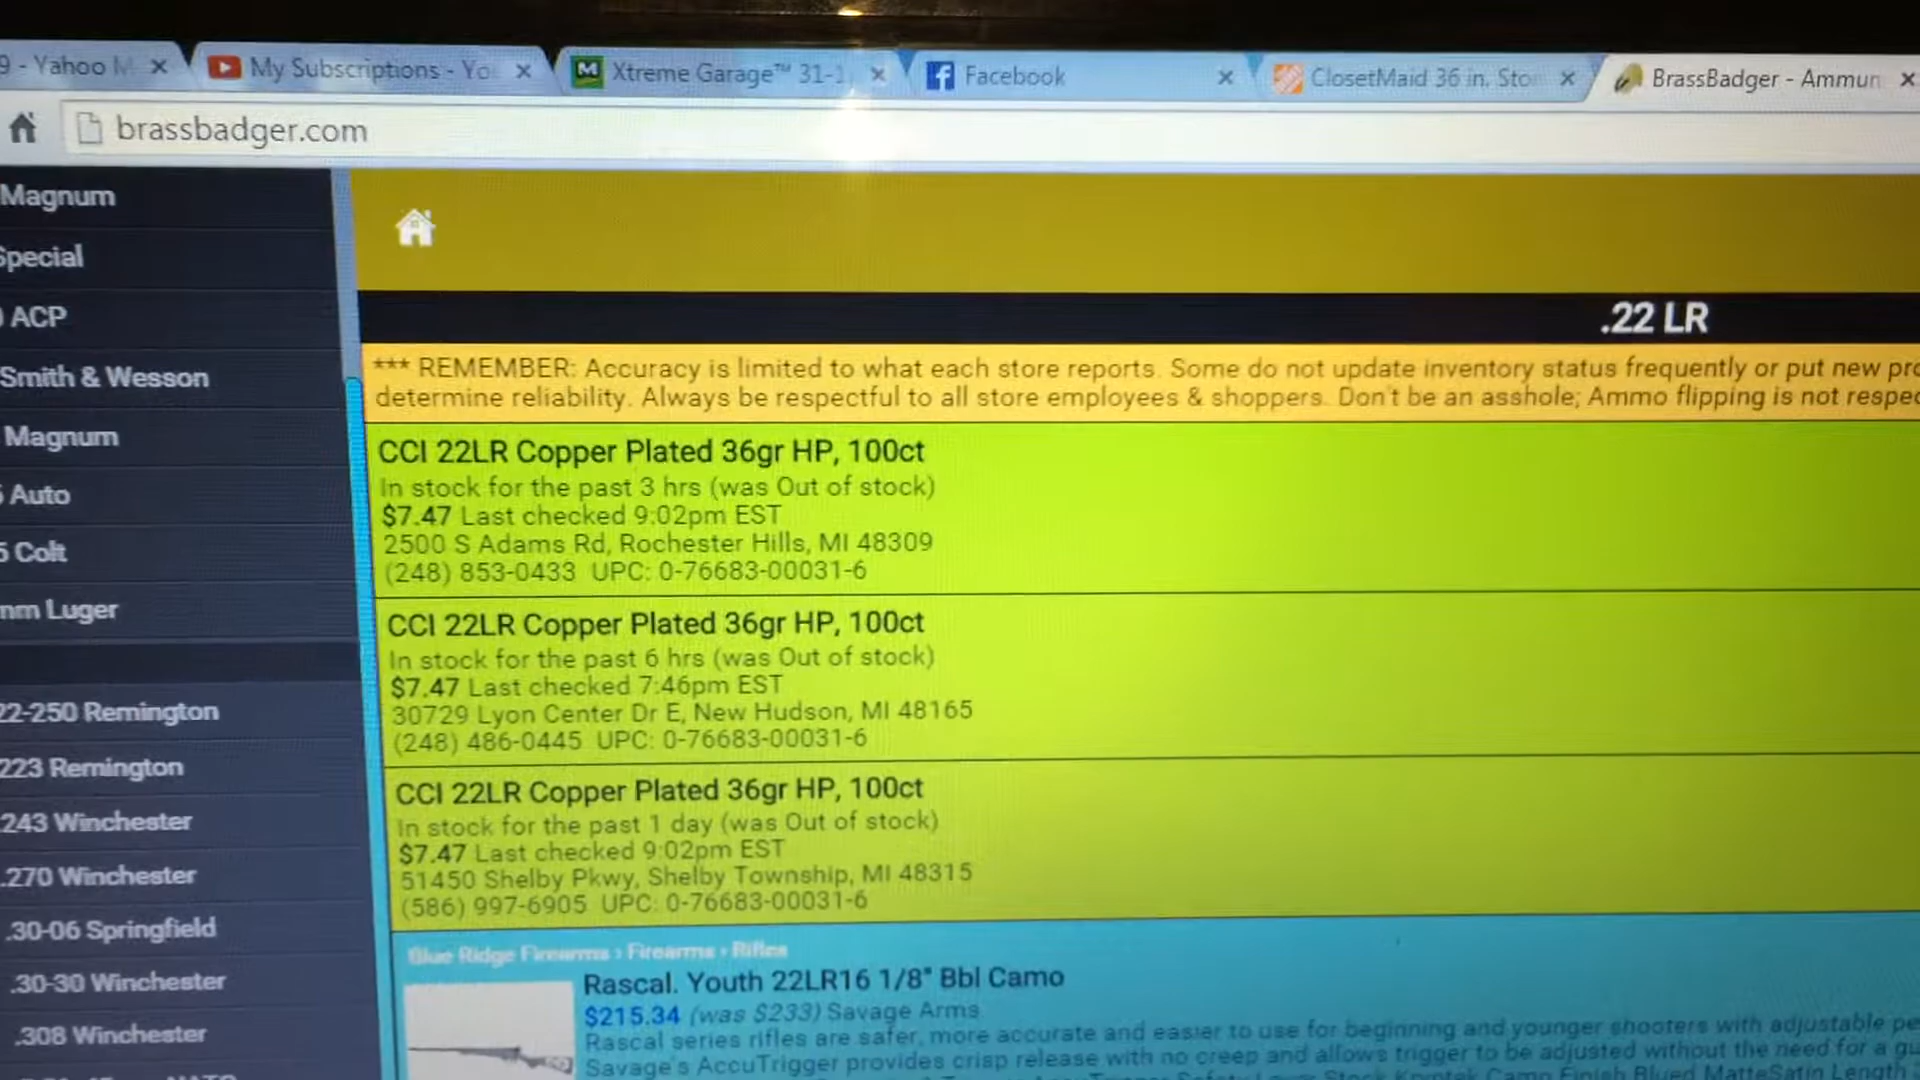 9 - Yahoo M
My Subscriptions - Yo
Xtreme Garage™ 31-1
Facebook
ClosetMaid 36 in. Sto
BrassBadger - Ammun
brassbadger.com
Magnum
Special
ACP
Smith & Wesson
Magnum
Auto
5 Colt
mm Luger
22-250 Remington
223 Remington
.243 Winchester
.270 Winchester
.30-06 Springfield
.30-30 Winchester
.308 Winchester
.22 LR
*** REMEMBER: Accuracy is limited to what each store reports. Some do not update inventory status frequently or put new pro
determine reliability. Always be respectful to all store employees & shoppers. Don't be an asshole; Ammo flipping is not respec
CCI 22LR Copper Plated 36gr HP, 100ct
In stock for the past 3 hrs (was Out of stock)
$7.47 Last checked 9:02pm EST
2500 S Adams Rd, Rochester Hills, MI 48309
(248) 853-0433 UPC: 0-76683-00031-6
CCI 22LR Copper Plated 36gr HP, 100ct
In stock for the past 6 hrs (was Out of stock)
$7.47 Last checked 7:46pm EST
30729 Lyon Center Dr E, New Hudson, MI 48165
(248) 486-0445 UPC: 0-76683-00031-6
CCI 22LR Copper Plated 36gr HP, 100ct
In stock for the past 1 day (was Out of stock)
$7.47 Last checked 9:02pm EST
51450 Shelby Pkwy, Shelby Township, MI 48315
(586) 997-6905 UPC: 0-76683-00031-6
Blue Ridge Firearms › Firearms › Rifles
Rascal. Youth 22LR16 1/8" Bbl Camo
$215.34 (was $233) Savage Arms
Rascal series rifles are safer, more accurate and easier to use for beginning and younger shooters with adjustable pe
Savage's AccuTrigger provides crisp release with no creep and allows trigger to be adjusted without the need for a gu